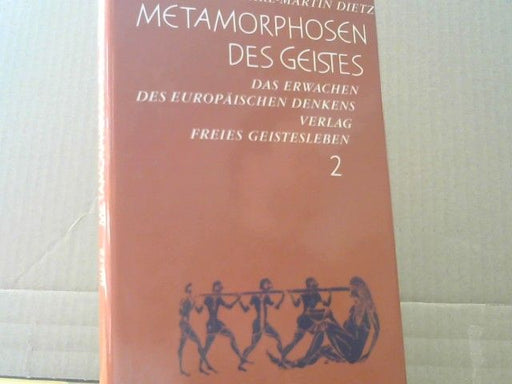 MARTIN DIETZ
METAMORPHOSEN
DES GEISTES
DAS ERWACHEN
DES EUROPÄISCHEN DENKENS
VERLAG
FREIES GEISTESLEBEN
2